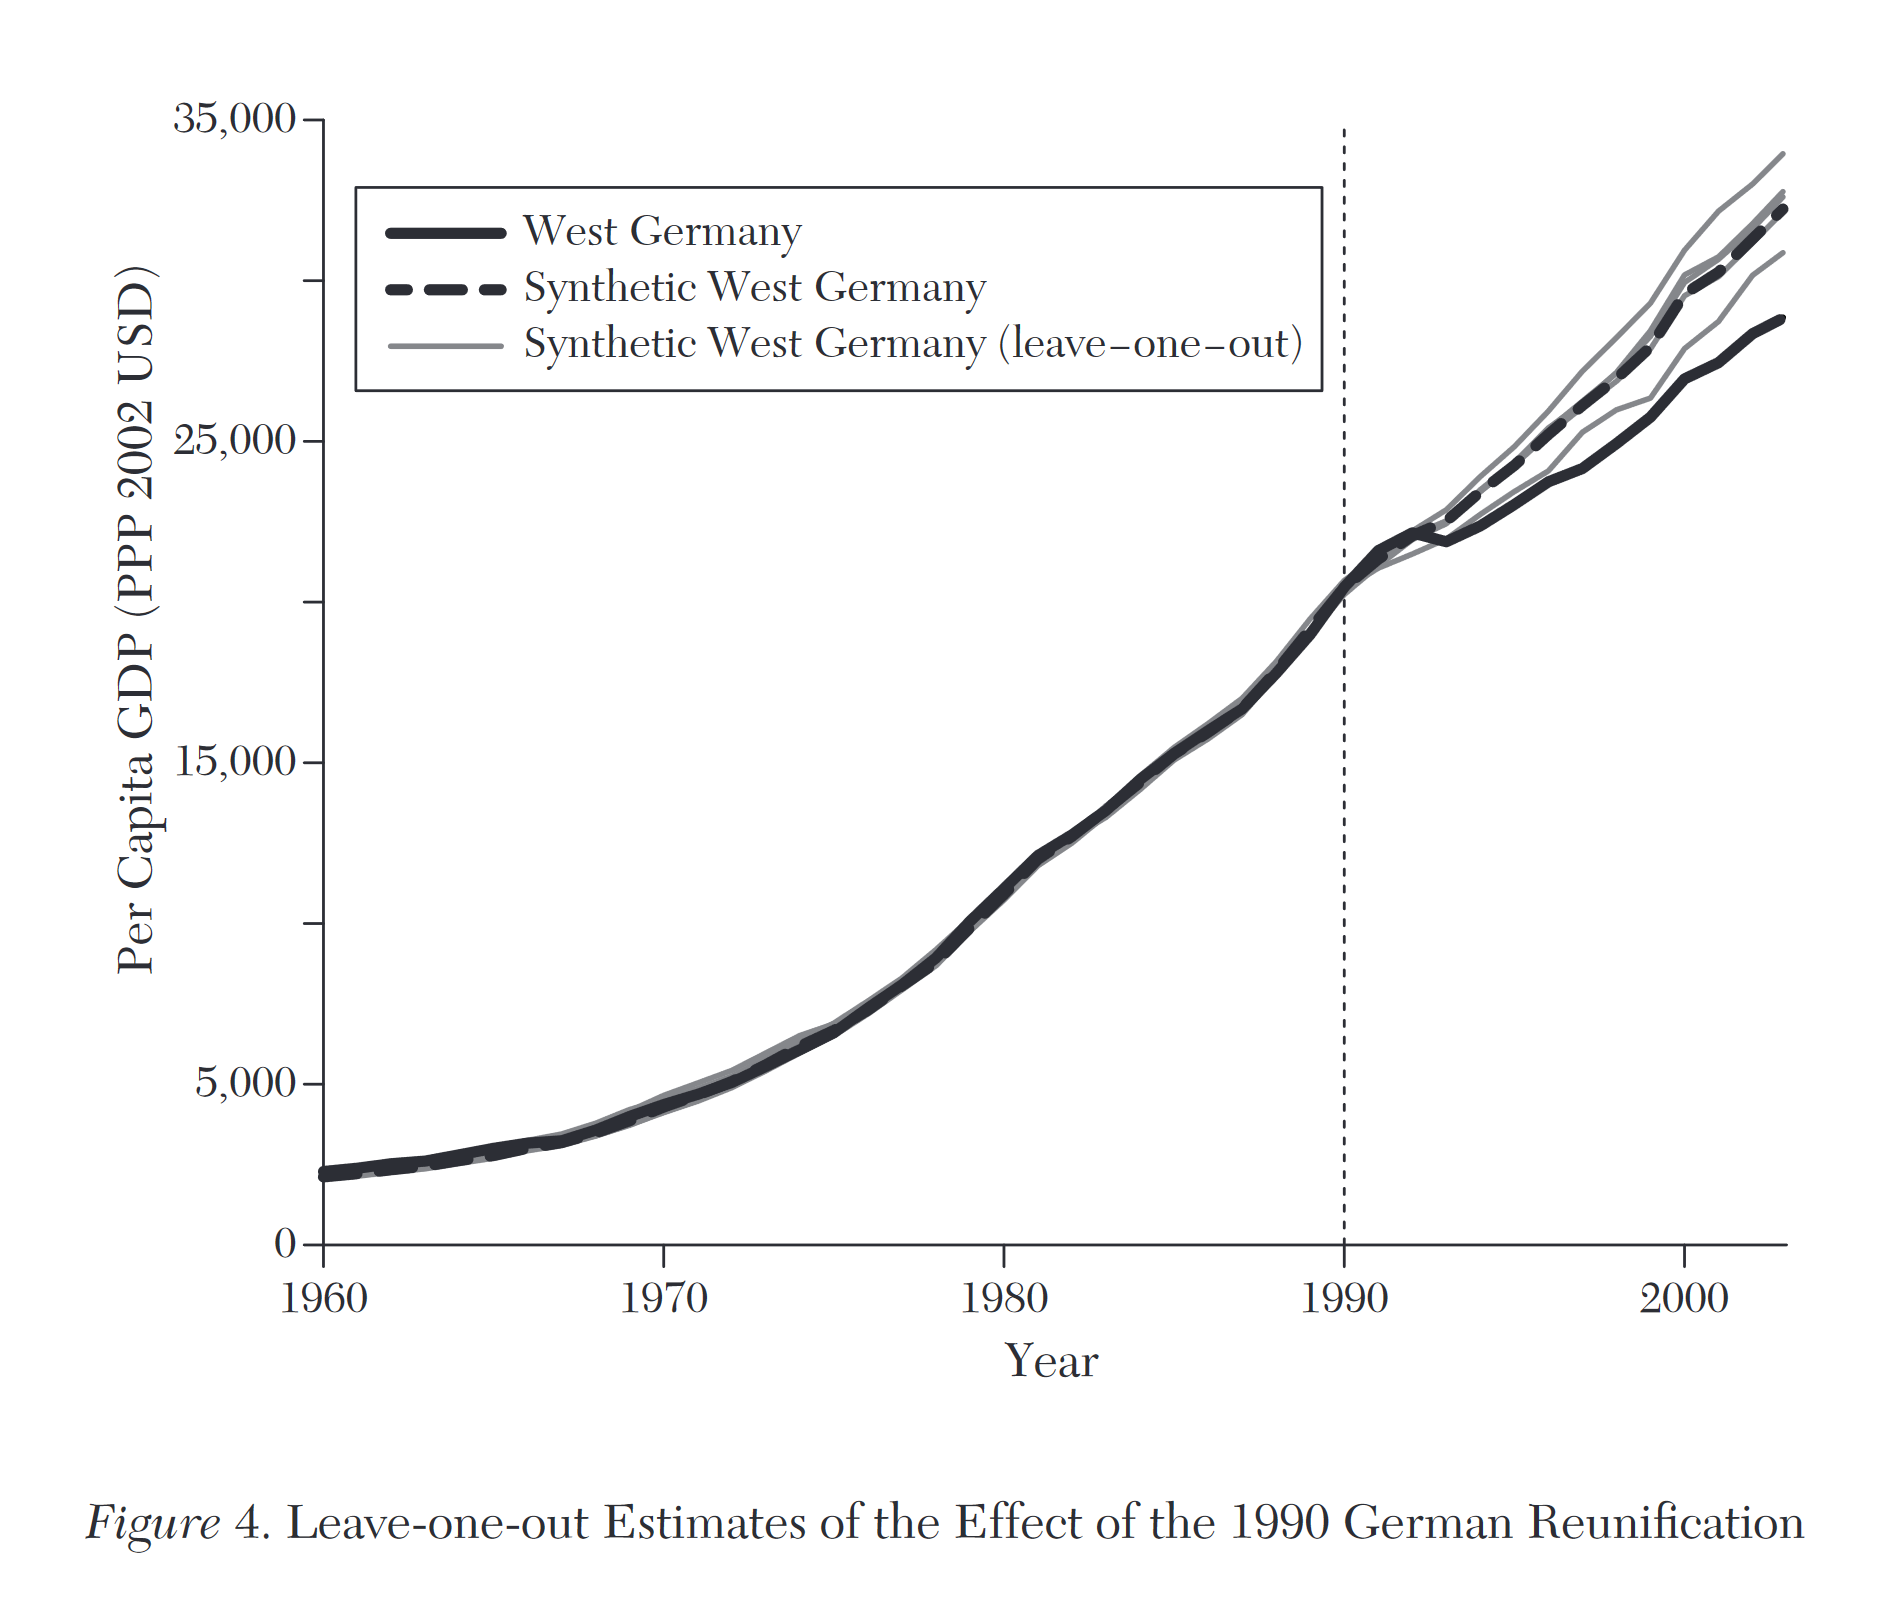 35,000
25,000
15,000
5,000
0
Per Capita GDP (PPP 2002 USD)
West Germany
Synthetic West Germany
Synthetic West Germany (leave–one–out)
1960 1970 1980 1990 2000
Year
Figure 4. Leave-one-out Estimates of the Effect of the 1990 German Reunification